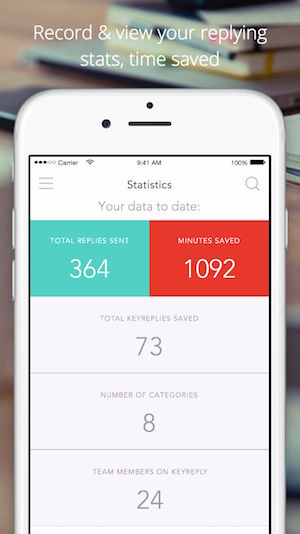 Record & view your replying
stats, time saved
Carrier 9:41 AM 100%
Statistics
Your data to date:
TOTAL REPLIES SENT MINUTES SAVED
364 1092
TOTAL KEYREPLIES SAVED
73
NUMBER OF CATEGORIES
8
TEAM MEMBERS ON KEYREPLY
24